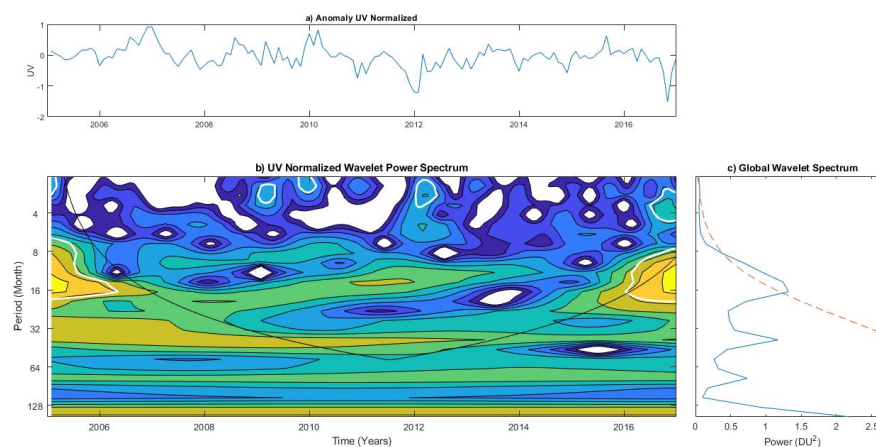 a) Anomaly UV Normalized
1
0
-1
-2
UV
2006 2008 2010 2012 2014 2016
b) UV Normalized Wavelet Power Spectrum
4
8
16
32
64
128
Period (Month)
2006 2008 2010 2012 2014 2016
Time (Years)
c) Global Wavelet Spectrum
0 0.5 1 1.5 2 2.5
Power (DU²)